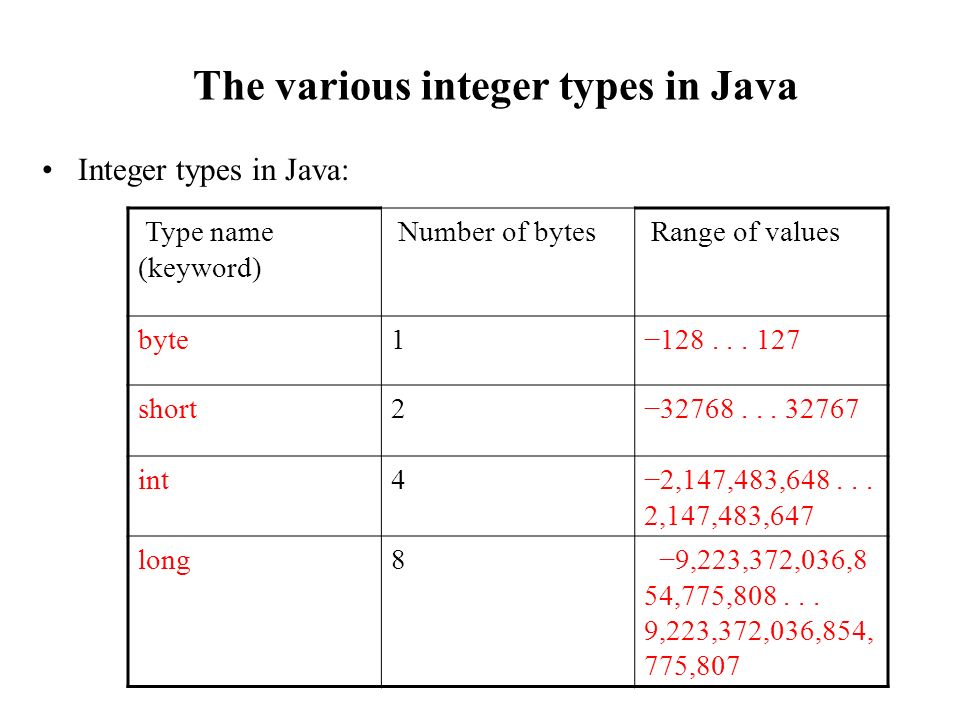 The various integer types in Java
• Integer types in Java:
Type name
(keyword)
Number of bytes
Range of values
byte
1
−128 . . . 127
short
2
−32768 . . . 32767
int
4
−2,147,483,648 . . .
2,147,483,647
long
8
−9,223,372,036,8
54,775,808 . . .
9,223,372,036,854,
775,807